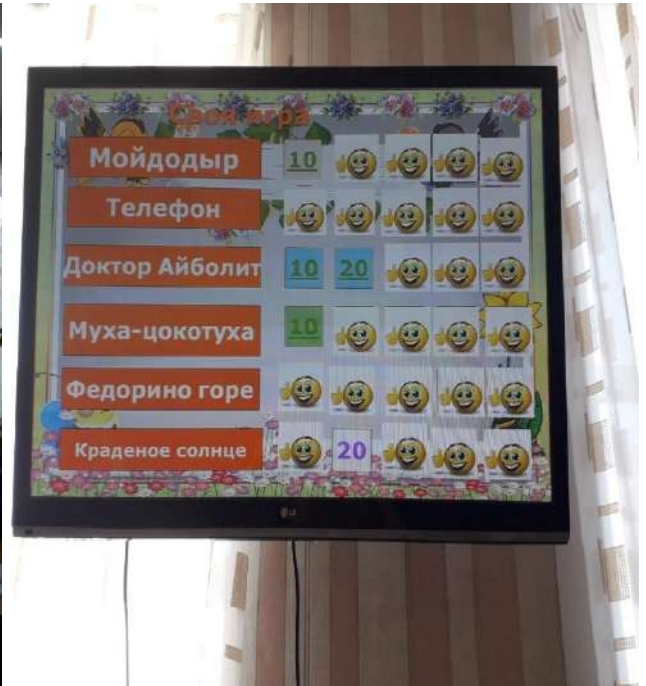 Своя игра
Мойдодыр 10
Телефон
Доктор Айболит 10 20
Муха-цокотуха 10
Федорино горе
Краденое солнце 20
LG